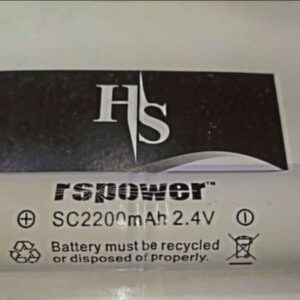 HS
rspower™
⊕ SC2200mAh 2.4V ⊖
Battery must be recycled
or disposed of properly.